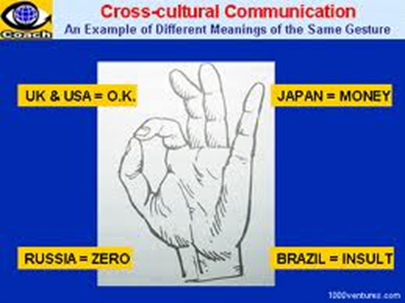 Cross-cultural Communication
An Example of Different Meanings of the Same Gesture
Coach
UK & USA = O.K.
JAPAN = MONEY
RUSSIA = ZERO
BRAZIL = INSULT
1000ventures.com